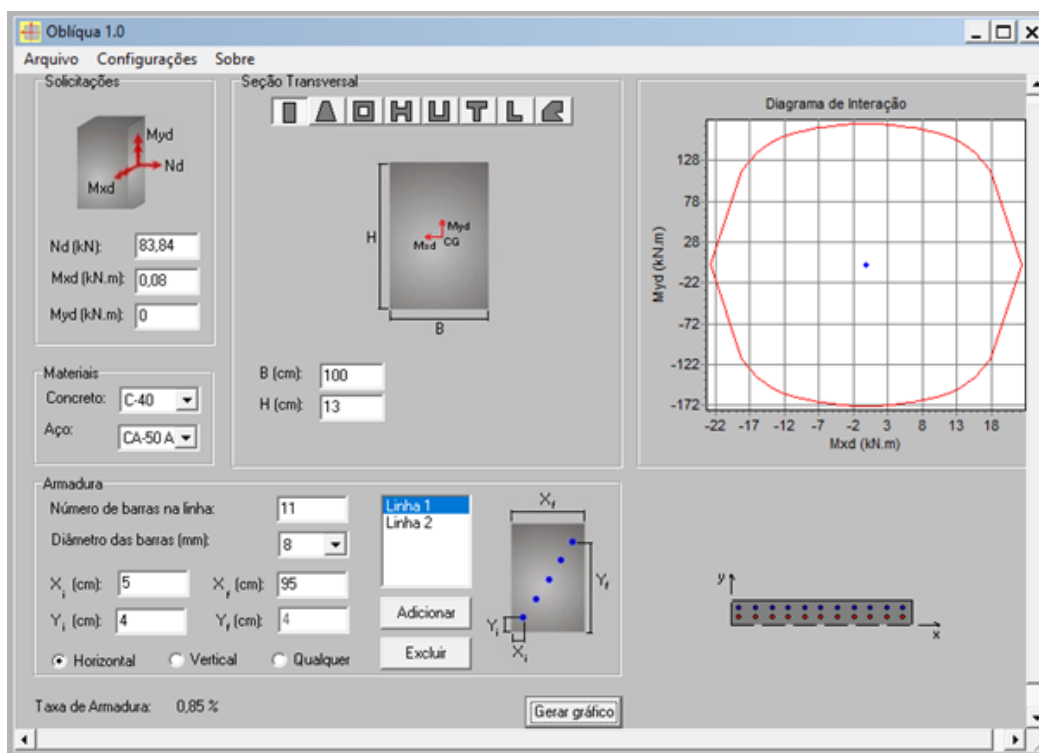 Oblíqua 1.0
Arquivo Configurações Sobre
Solicitações
Myd
Nd
Mxd
Nd (kN): 83,84
Mxd (kN.m): 0,08
Myd (kN.m): 0
Materiais
Concreto: C-40
Aço: CA-50 A
Seção Transversal
H
Myd
Mxd CG
B
B (cm): 100
H (cm): 13
Diagrama de Interação
Myd (kN.m)
128
78
28
-22
-72
-122
-172
-22 -17 -12 -7 -2 3 8 13 18
Mxd (kN.m)
Armadura
Número de barras na linha: 11
Diâmetro das barras (mm): 8
Xi (cm): 5 Xf (cm): 95
Yi (cm): 4 Yf (cm): 4
Horizontal Vertical Qualquer
Linha 1
Linha 2
Adicionar
Excluir
Xf
Yf
Yi
Xi
y
x
Taxa de Armadura: 0,85 %
Gerar gráfico